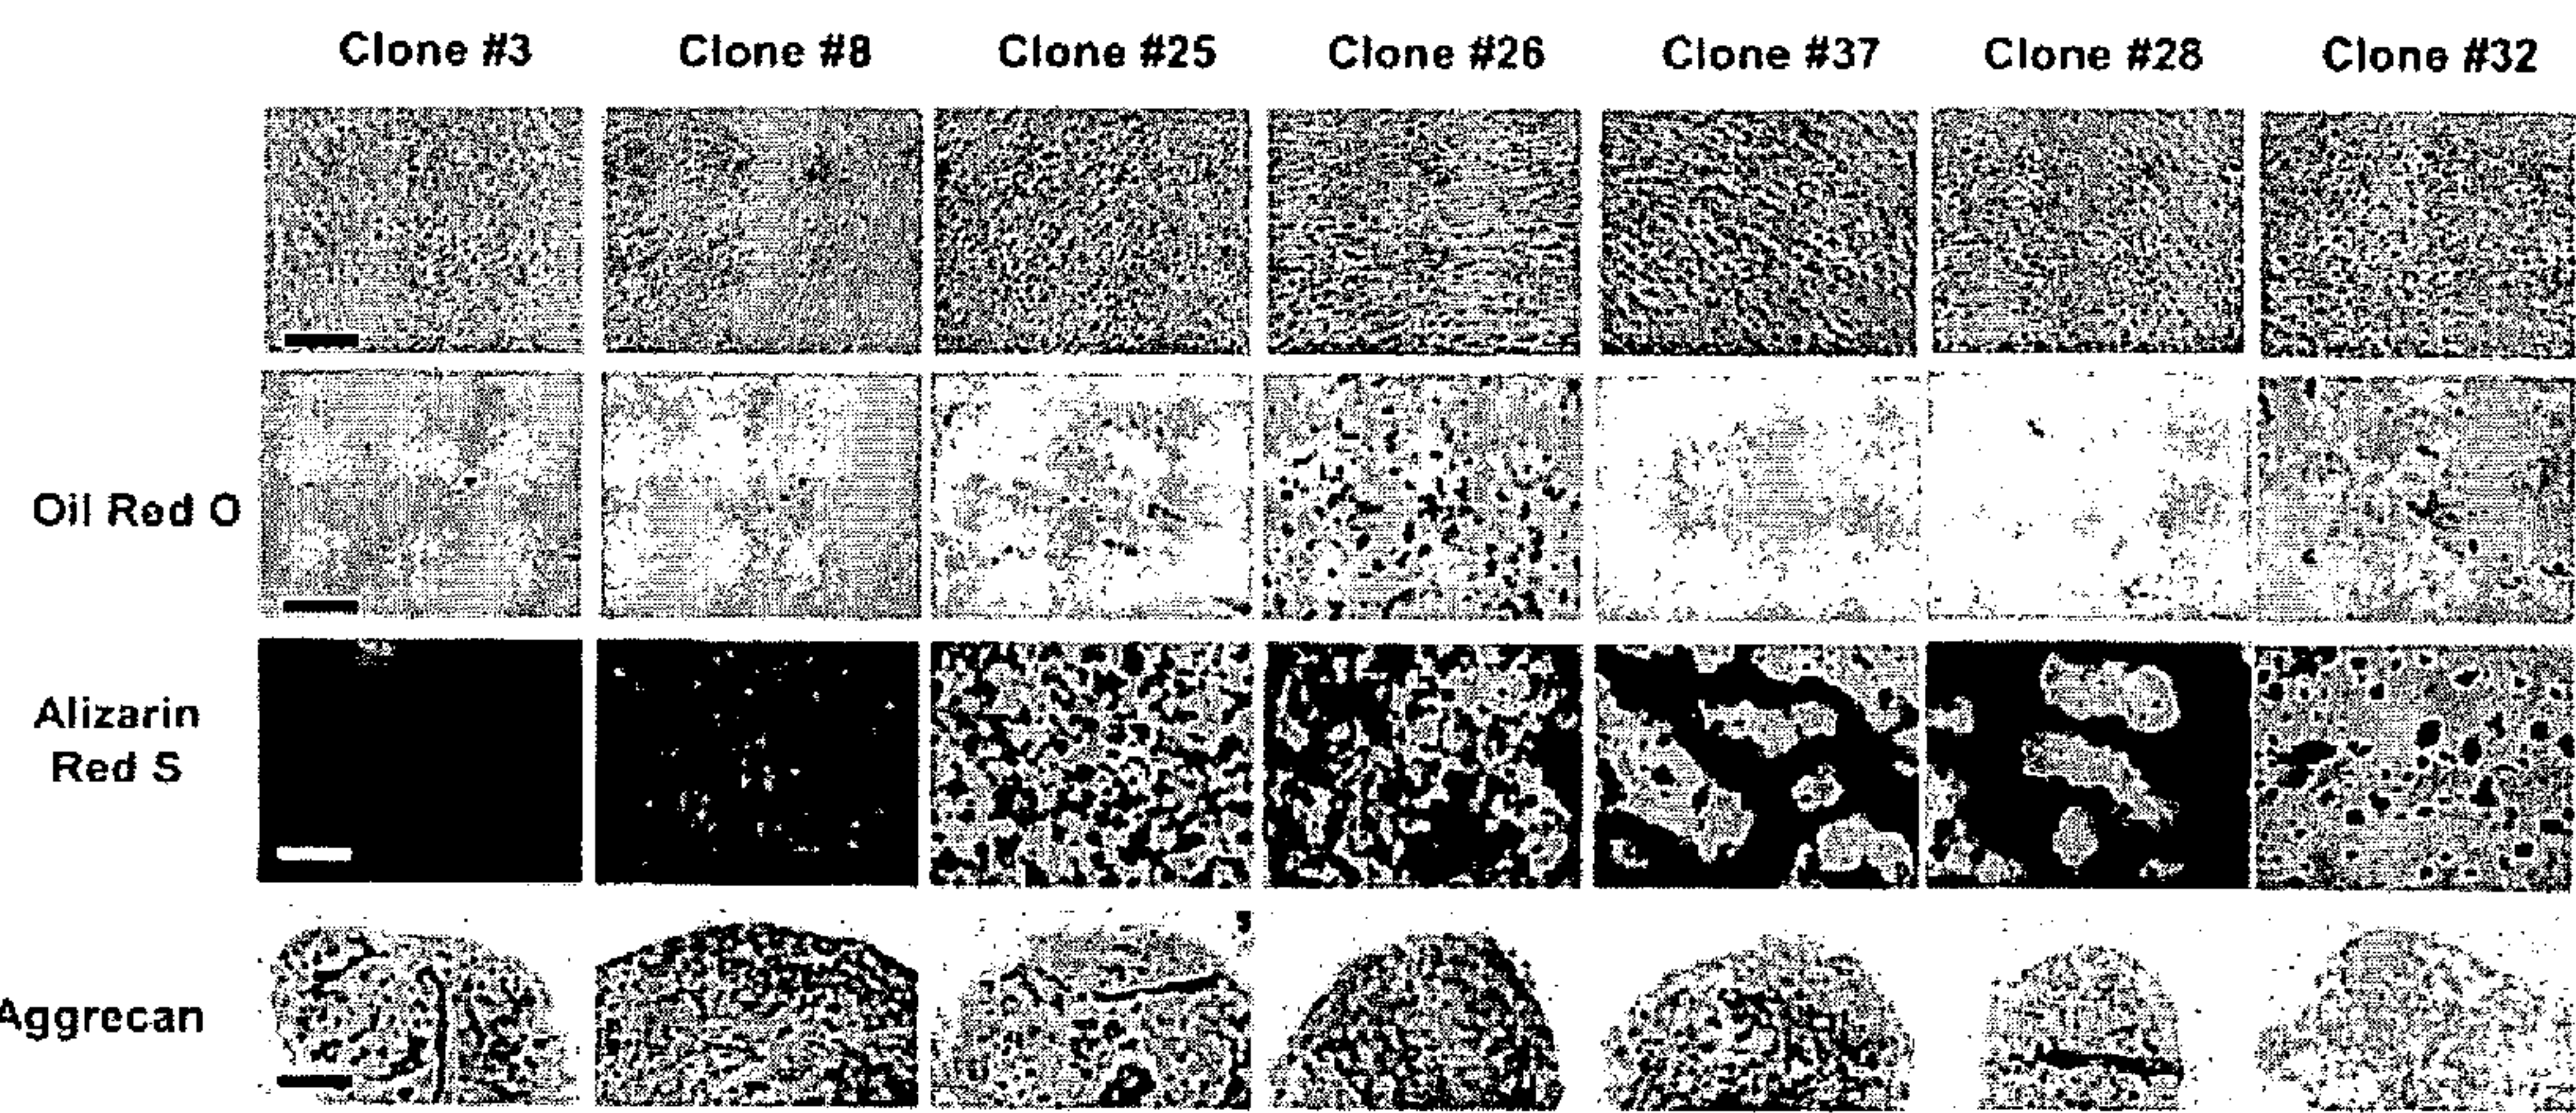 Clone #3 Clone #8 Clone #25 Clone #26 Clone #37 Clone #28 Clone #32
Oil Red O
Alizarin
Red S
Aggrecan